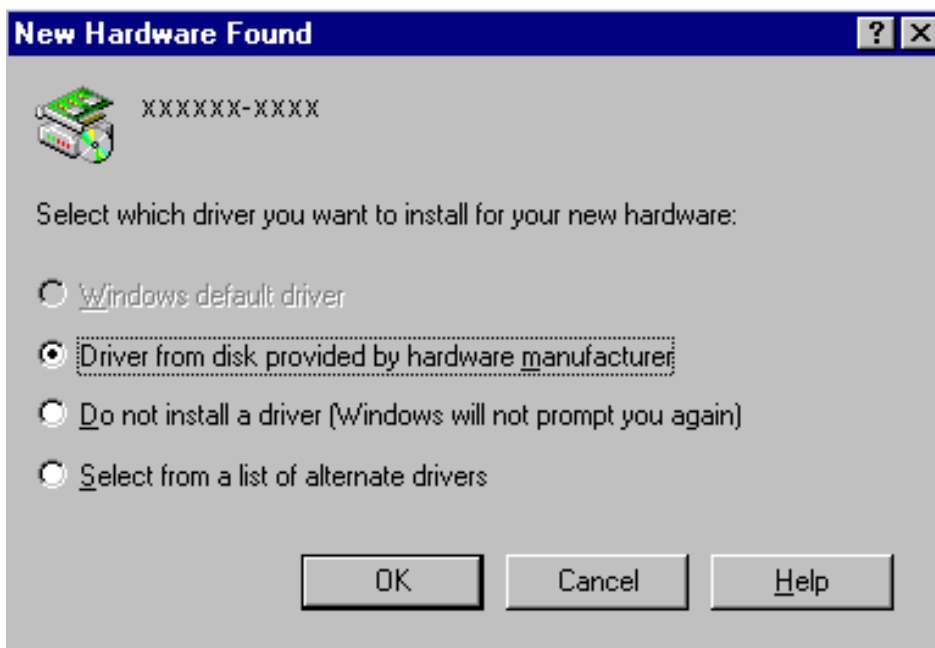 New Hardware Found
xxxxxx-xxxx
Select which driver you want to install for your new hardware:
Windows default driver
Driver from disk provided by hardware manufacturer
Do not install a driver (Windows will not prompt you again)
Select from a list of alternate drivers
OK Cancel Help